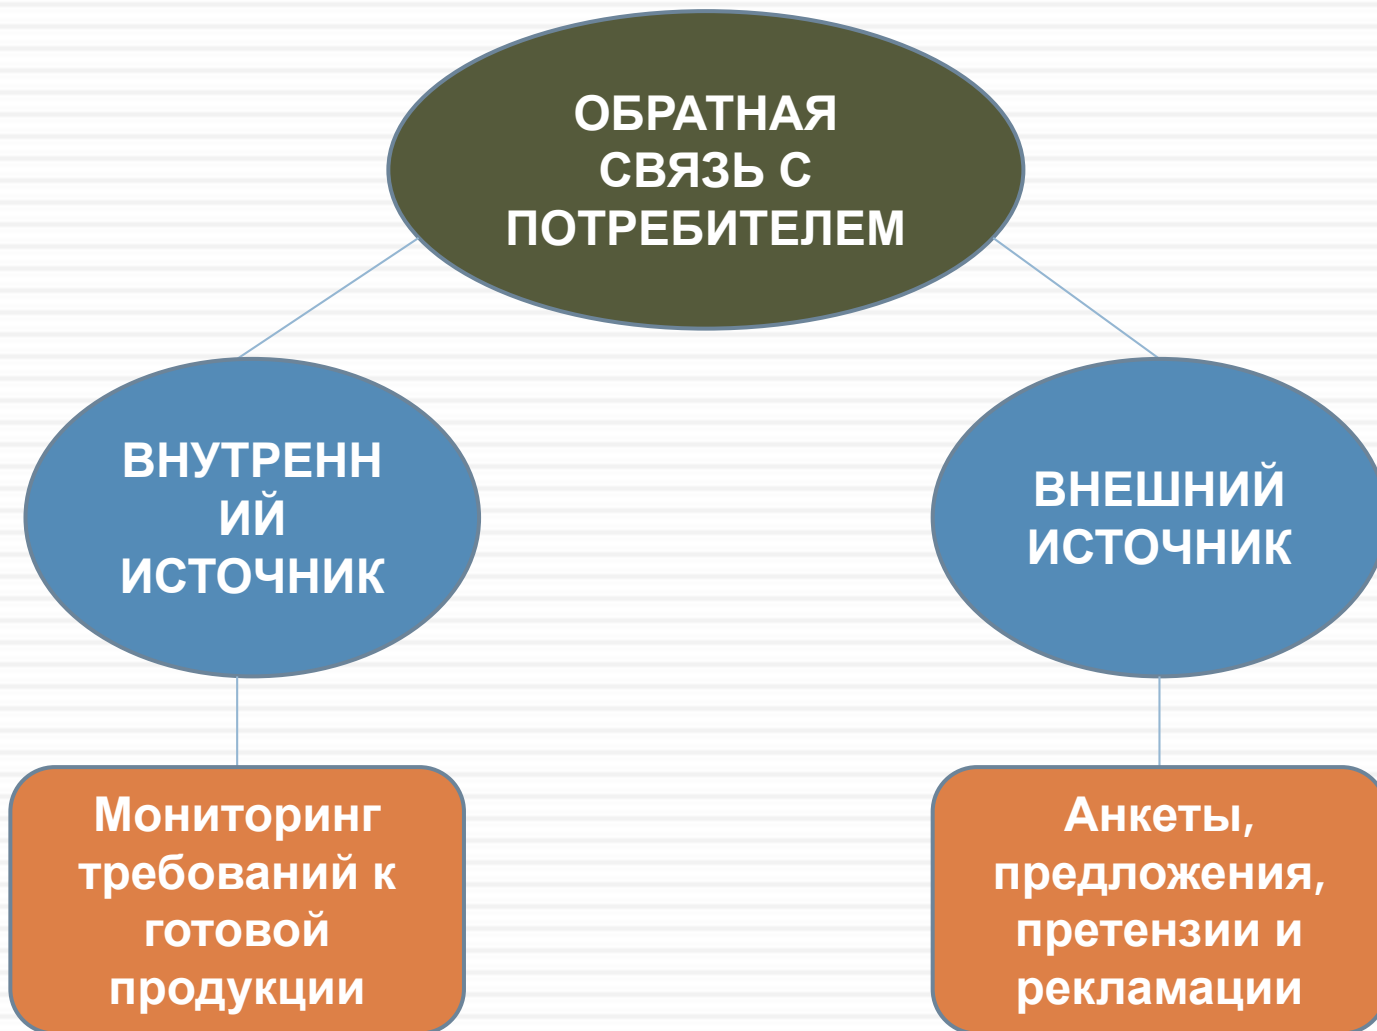 ОБРАТНАЯ
СВЯЗЬ С
ПОТРЕБИТЕЛЕМ
ВНУТРЕНН
ИЙ
ИСТОЧНИК
ВНЕШНИЙ
ИСТОЧНИК
Мониторинг
требований к
готовой
продукции
Анкеты,
предложения,
претензии и
рекламации